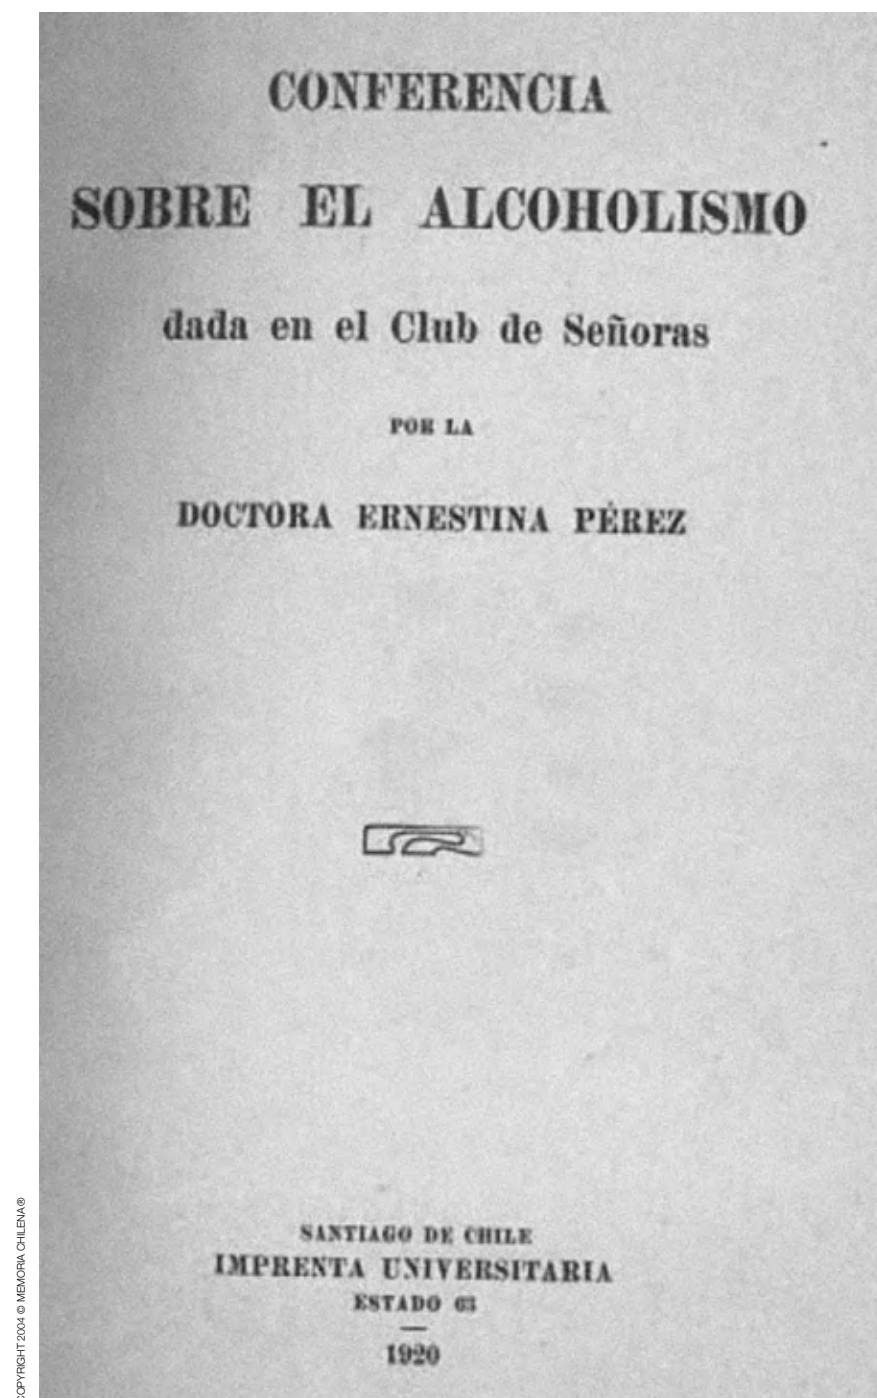 CONFERENCIA
SOBRE EL ALCOHOLISMO
dada en el Club de Señoras
POR LA
DOCTORA ERNESTINA PÉREZ
SANTIAGO DE CHILE
IMPRENTA UNIVERSITARIA
ESTADO 63
1920
COPYRIGHT 2004 © MEMORIA CHILENA®